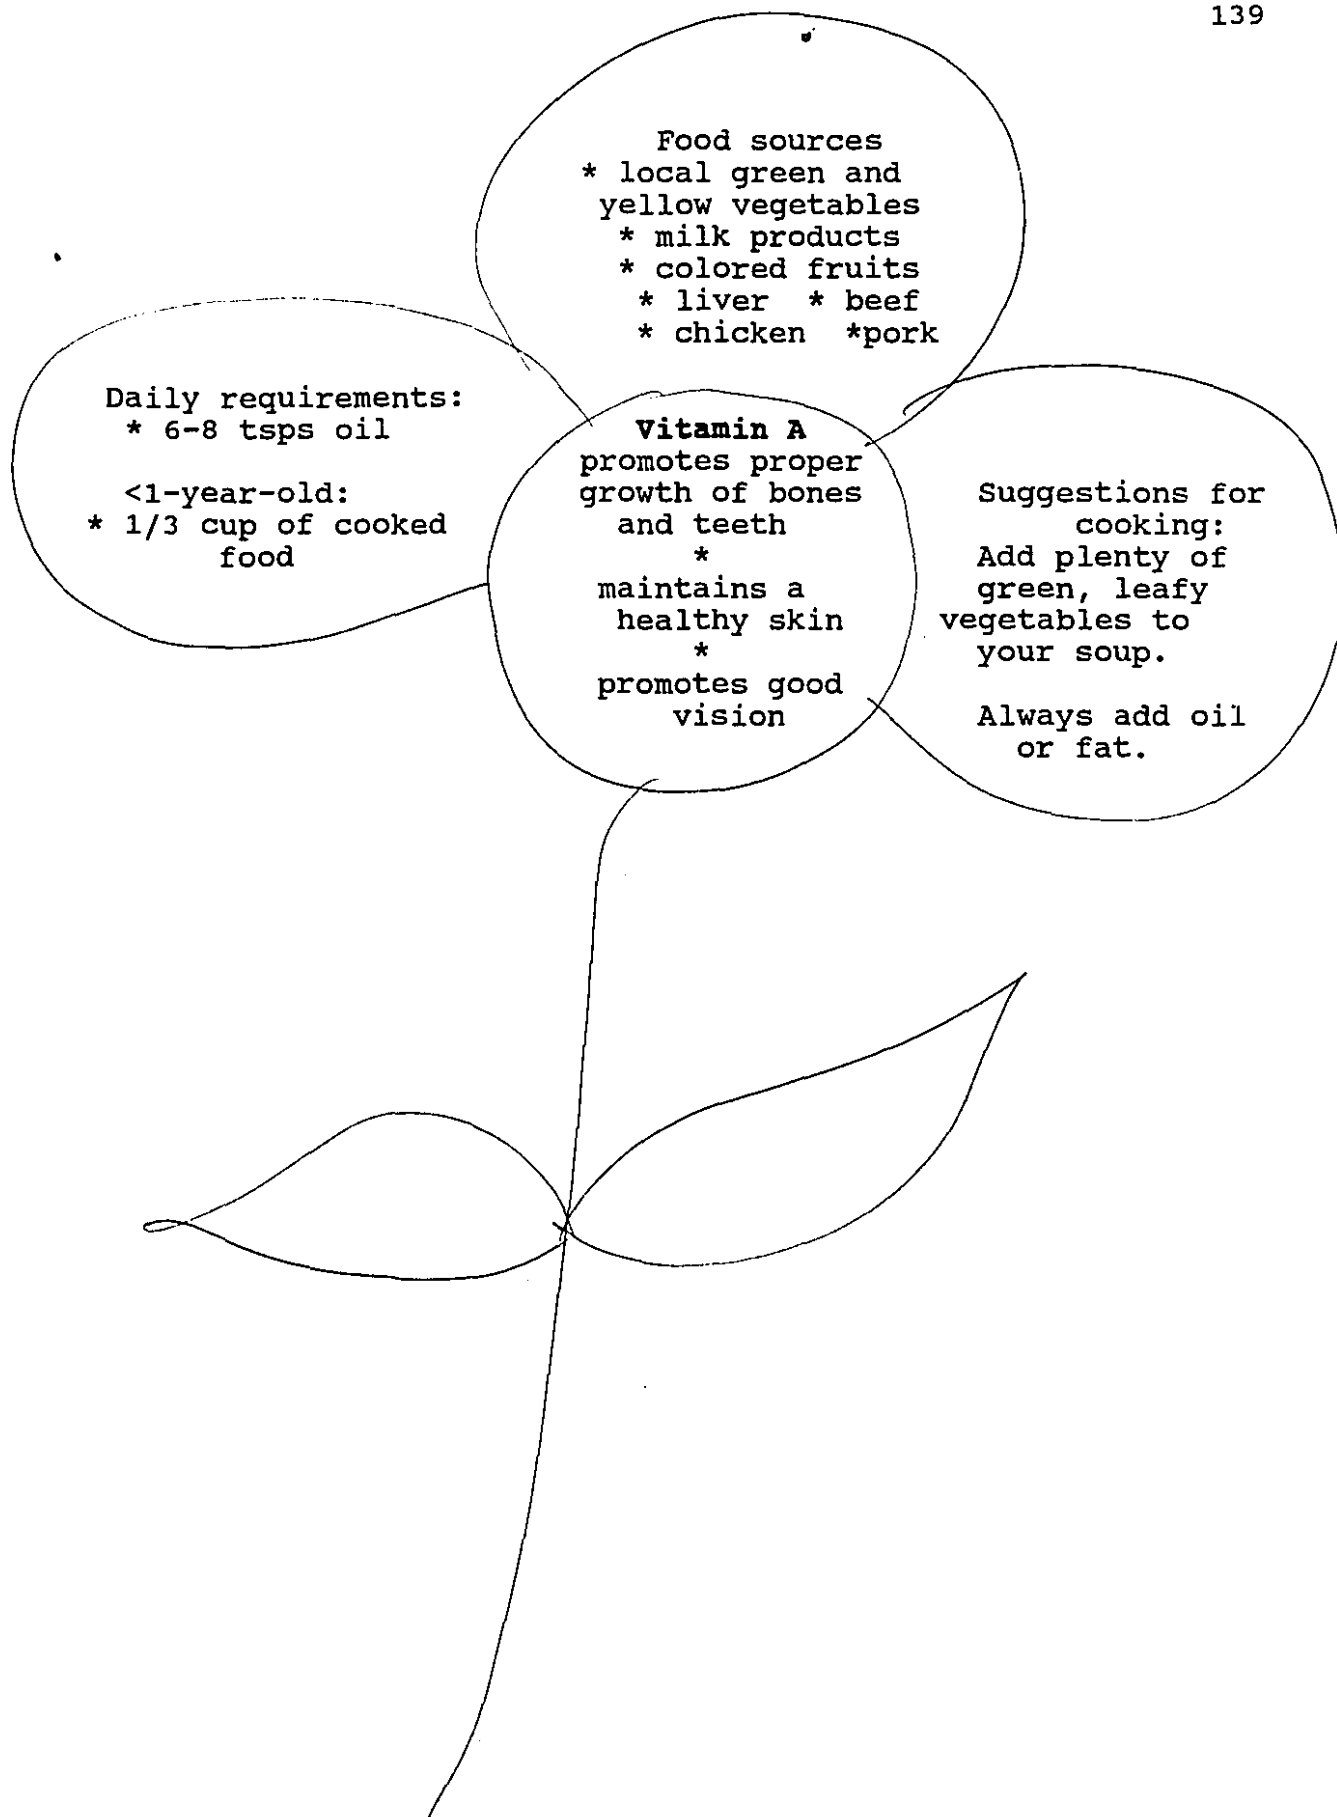 139
Food sources
* local green and
yellow vegetables
* milk products
* colored fruits
* liver * beef
* chicken *pork
Daily requirements:
* 6-8 tsps oil
<1-year-old:
* 1/3 cup of cooked
food
Vitamin A
promotes proper
growth of bones
and teeth
*
maintains a
healthy skin
*
promotes good
vision
Suggestions for
cooking:
Add plenty of
green, leafy
vegetables to
your soup.
Always add oil
or fat.